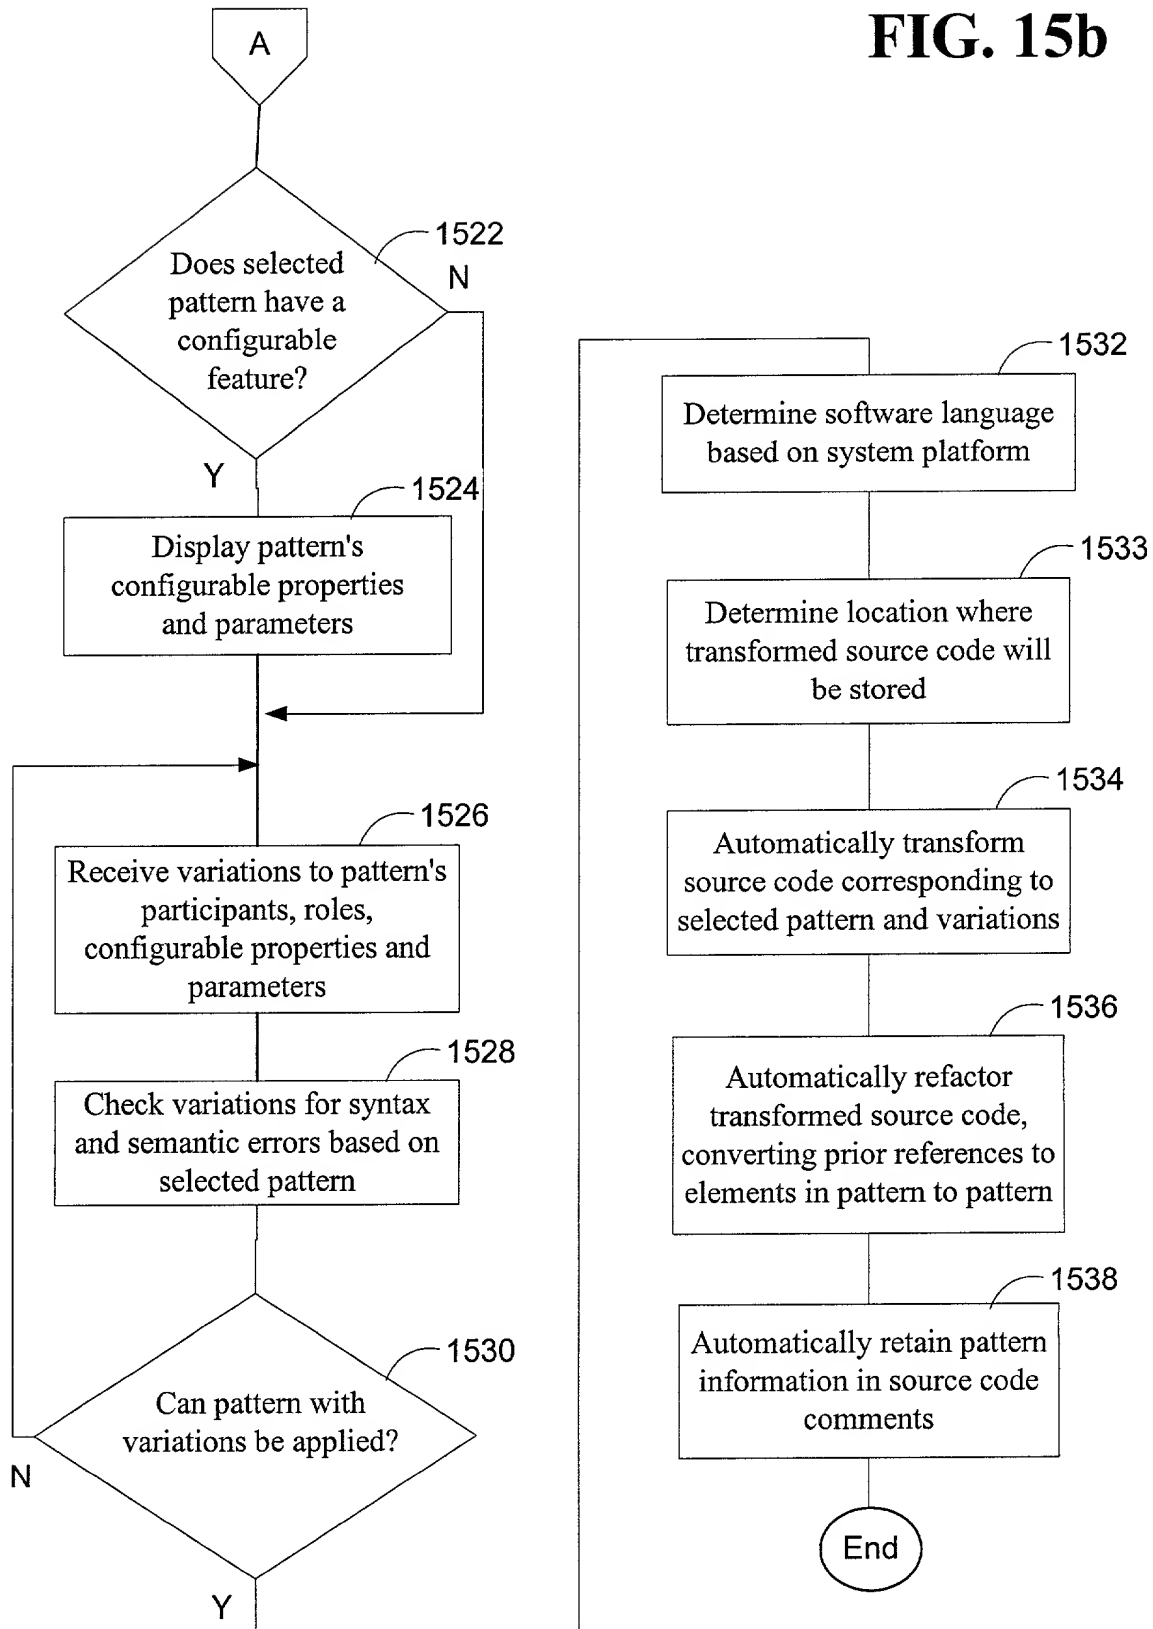 FIG. 15b
A
1522
Does selected
pattern have a
configurable
feature?
N
Y
1524
Display pattern's
configurable properties
and parameters
1526
Receive variations to pattern's
participants, roles,
configurable properties and
parameters
1528
Check variations for syntax
and semantic errors based on
selected pattern
1530
Can pattern with
variations be applied?
N
Y
1532
Determine software language
based on system platform
1533
Determine location where
transformed source code will
be stored
1534
Automatically transform
source code corresponding to
selected pattern and variations
1536
Automatically refactor
transformed source code,
converting prior references to
elements in pattern to pattern
1538
Automatically retain pattern
information in source code
comments
End